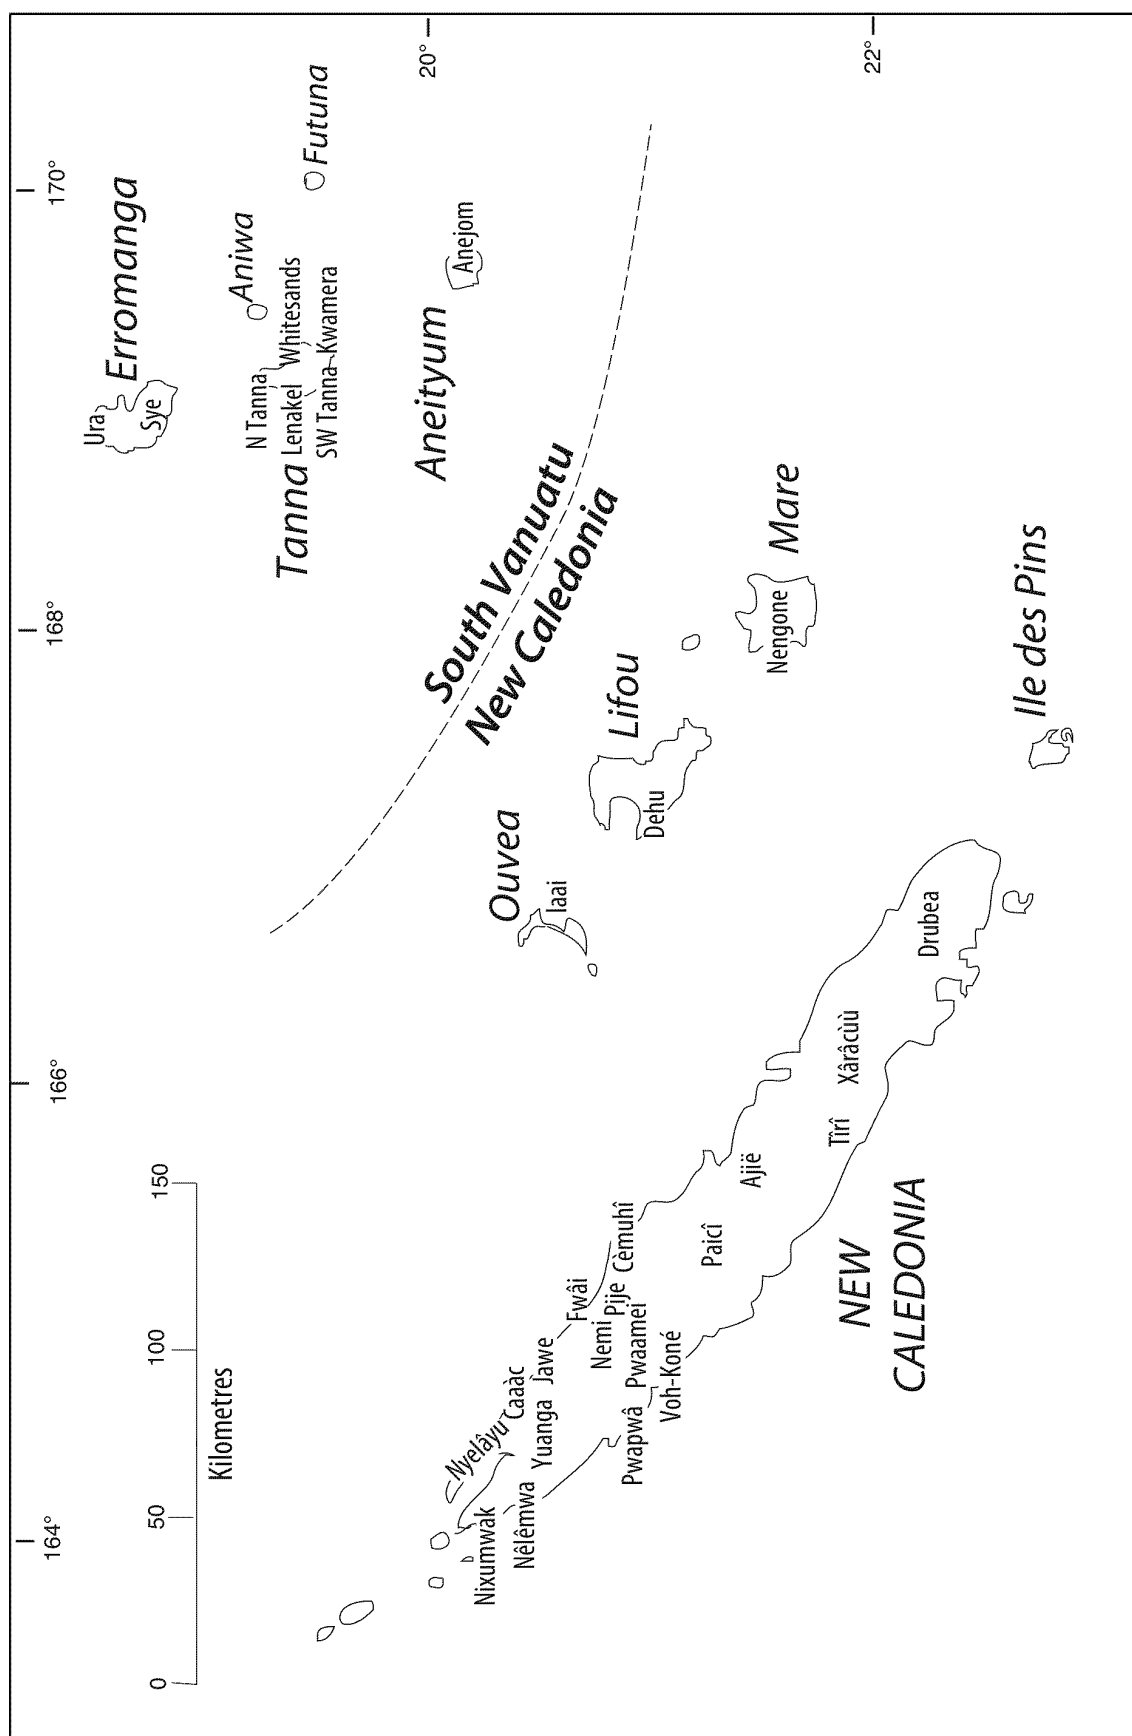 164°
166°
168°
170°
Kilometres
0
50
100
150
20°
22°
Ura
Sye
Erromanga
Aniwa
Futuna
N Tanna
Lenakel
Whitesands
SW Tanna
Kwamera
Tanna
Aneityum
Anejom
South Vanuatu
New Caledonia
Ouvea
Iaai
Lifou
Dehu
Mare
Nengone
Ile des Pins
Nyelâyu
Nixumwak
Caaàc
Nêlêmwa
Yuanga
Jawe
Fwâi
Nemi
Pije
Cèmuhî
Pwapwâ
Pwaamei
Voh-Koné
Paicî
Ajië
Tîrî
Xârâcùù
Drubea
NEW
CALEDONIA